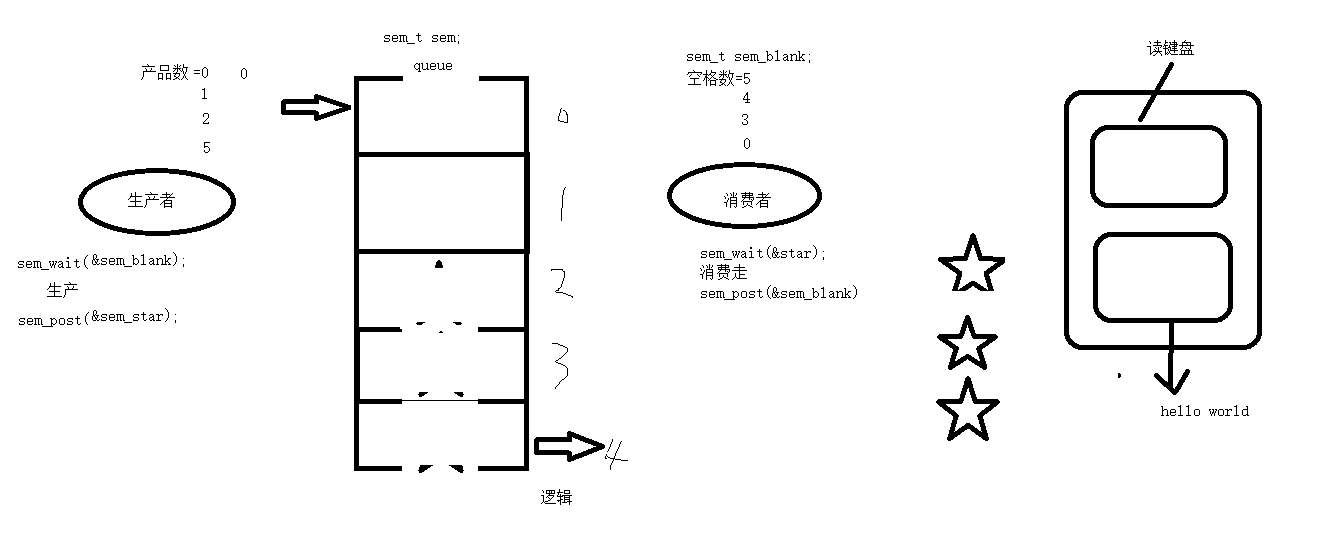 sem_t sem;
queue
产品数 =0 0
1
2
5
生产者
sem_wait(&sem_blank);
生产
sem_post(&sem_star);
0
1
2
3
4
逻辑
sem_t sem_blank;
空格数=5
4
3
0
消费者
sem_wait(&star);
消费走
sem_post(&sem_blank)
读键盘
hello world